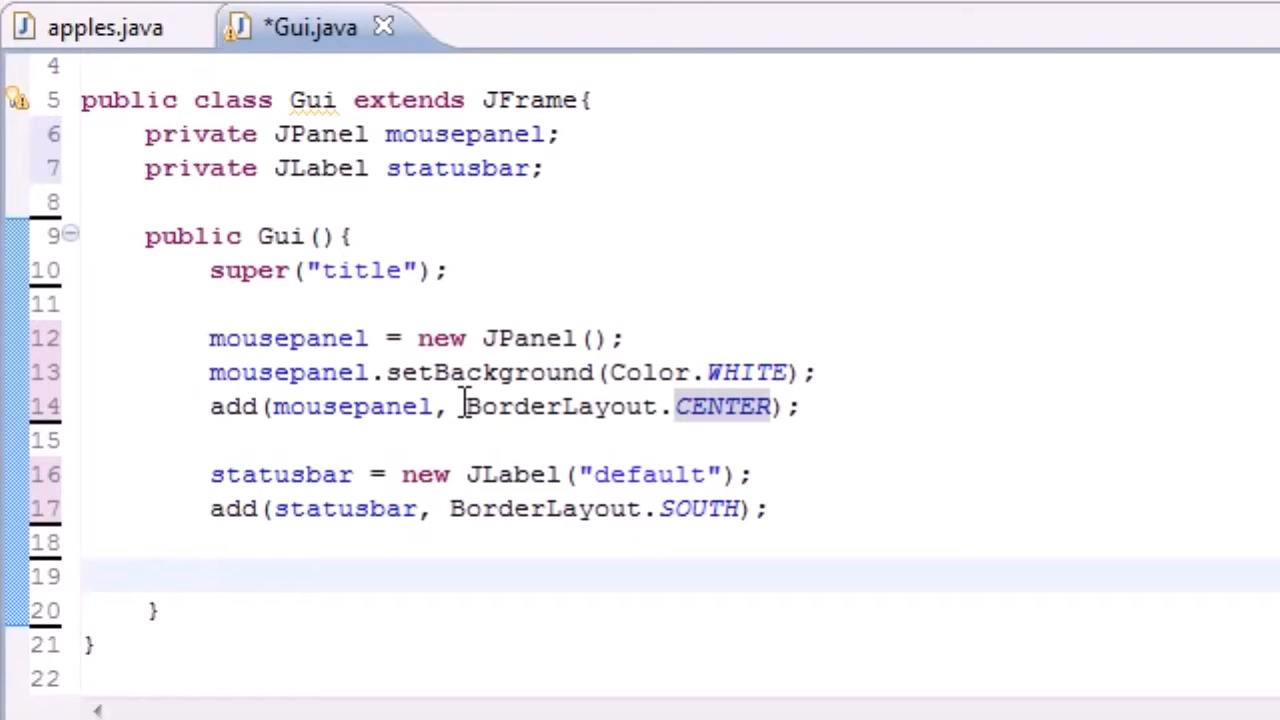 apples.java
*Gui.java
4
5 public class Gui extends JFrame{
6 private JPanel mousepanel;
7 private JLabel statusbar;
8
9 public Gui(){
10 super("title");
11
12 mousepanel = new JPanel();
13 mousepanel.setBackground(Color.WHITE);
14 add(mousepanel, BorderLayout.CENTER);
15
16 statusbar = new JLabel("default");
17 add(statusbar, BorderLayout.SOUTH);
18
19
20 }
21 }
22